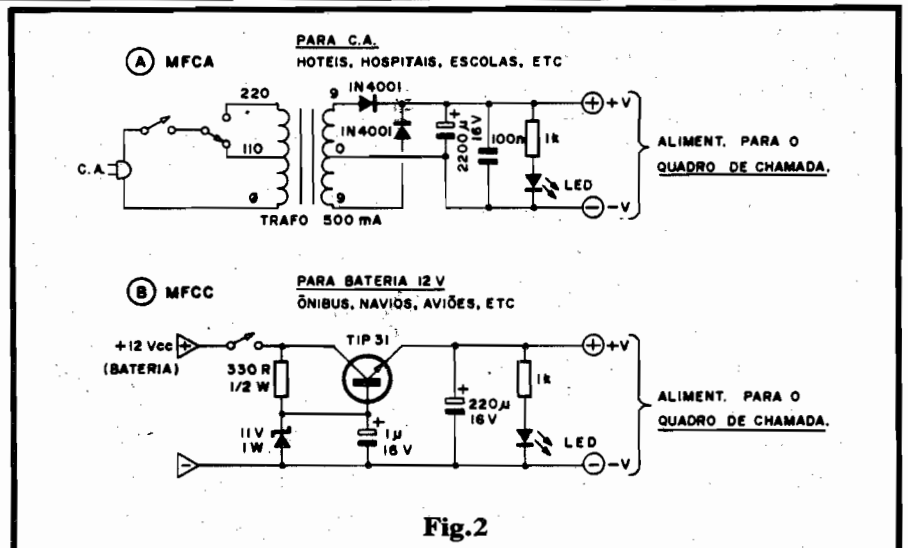 PARA C.A.
A MFCA
HOTEIS, HOSPITAIS, ESCOLAS, ETC
220
9
1N4001
+
+V
1N4001
110
0
+
2200µ
16V
100n
1k
ALIMENT. PARA O
QUADRO DE CHAMADA.
C.A.
LED
0
9
-
-V
TRAFO 500 mA
PARA BATERIA 12 V
B MFCC
ÔNIBUS, NAVIOS, AVIÕES, ETC
TIP 31
+12 Vcc
+
+
+V
(BATERIA)
330 R
1/2 W
1k
+
220µ
16V
ALIMENT. PARA O
QUADRO DE CHAMADA.
11V
1W
+
1µ
16V
LED
-
-
-V
Fig.2